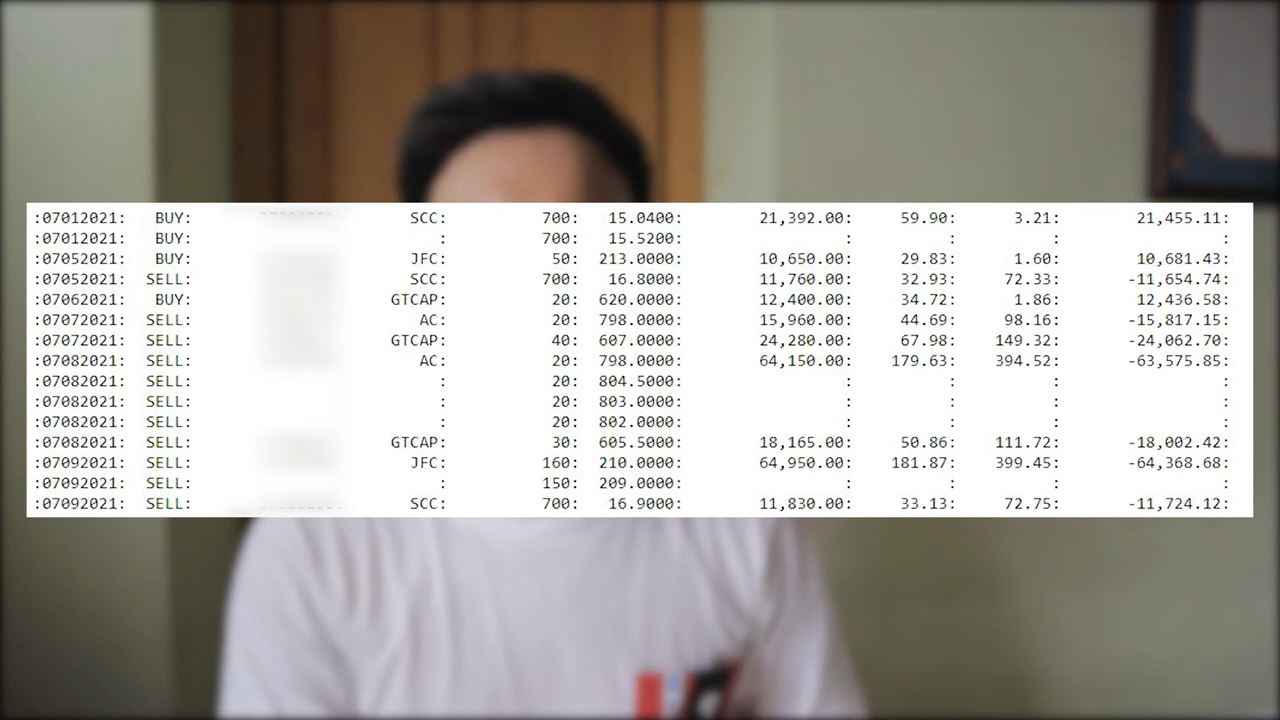 :07012021: BUY: SCC: 700: 15.0400: 21,392.00: 59.90: 3.21: 21,455.11:
:07012021: BUY: : 700: 15.5200: : : : :
:07052021: BUY: JFC: 50: 213.0000: 10,650.00: 29.83: 1.60: 10,681.43:
:07052021: SELL: SCC: 700: 16.8000: 11,760.00: 32.93: 72.33: -11,654.74:
:07062021: BUY: GTCAP: 20: 620.0000: 12,400.00: 34.72: 1.86: 12,436.58:
:07072021: SELL: AC: 20: 798.0000: 15,960.00: 44.69: 98.16: -15,817.15:
:07072021: SELL: GTCAP: 40: 607.0000: 24,280.00: 67.98: 149.32: -24,062.70:
:07082021: SELL: AC: 20: 798.0000: 64,150.00: 179.63: 394.52: -63,575.85:
:07082021: SELL: : 20: 804.5000: : : : :
:07082021: SELL: : 20: 803.0000: : : : :
:07082021: SELL: : 20: 802.0000: : : : :
:07082021: SELL: GTCAP: 30: 605.5000: 18,165.00: 50.86: 111.72: -18,002.42:
:07092021: SELL: JFC: 160: 210.0000: 64,950.00: 181.87: 399.45: -64,368.68:
:07092021: SELL: : 150: 209.0000: : : : :
:07092021: SELL: SCC: 700: 16.9000: 11,830.00: 33.13: 72.75: -11,724.12: